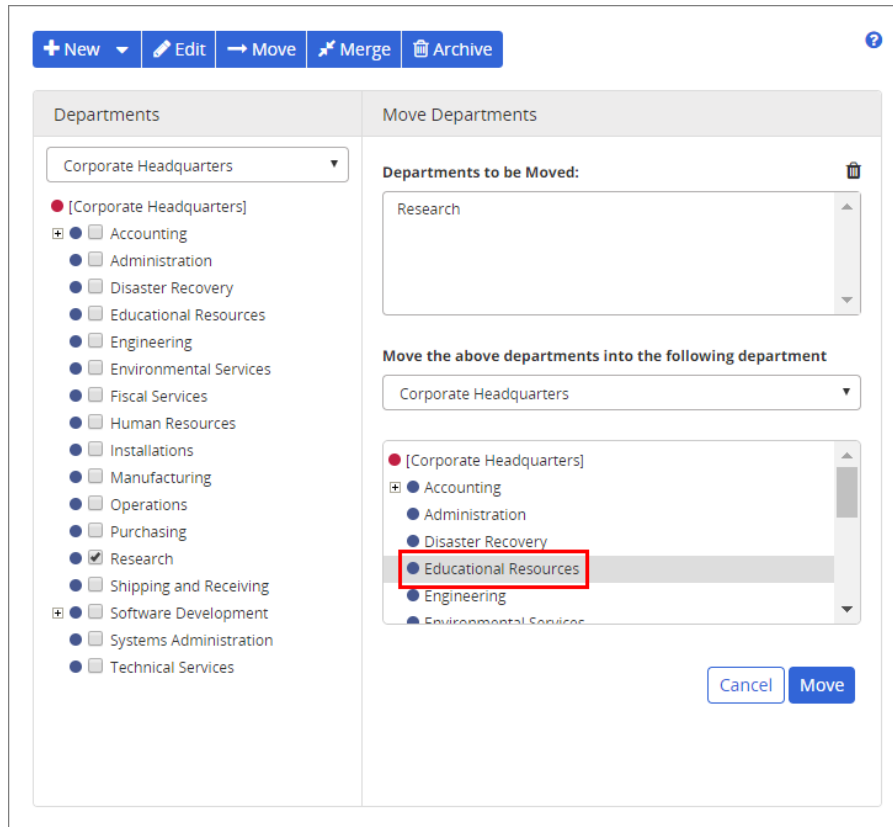 New Edit Move Merge Archive ?
Departments
Corporate Headquarters
[Corporate Headquarters]
Accounting
Administration
Disaster Recovery
Educational Resources
Engineering
Environmental Services
Fiscal Services
Human Resources
Installations
Manufacturing
Operations
Purchasing
Research
Shipping and Receiving
Software Development
Systems Administration
Technical Services
Move Departments
Departments to be Moved:
Research
Move the above departments into the following department
Corporate Headquarters
[Corporate Headquarters]
Accounting
Administration
Disaster Recovery
Educational Resources
Engineering
Environmental Services
Cancel Move